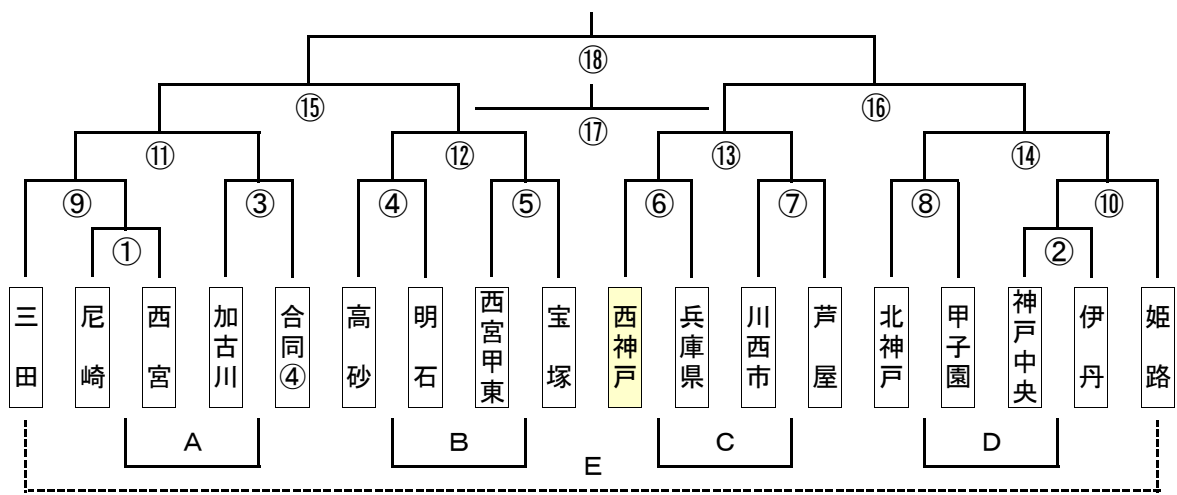 ⑱
⑮
⑰
⑯
⑪
⑫
⑬
⑭
⑨
③
④
⑤
⑥
⑦
⑧
⑩
①
②
三田
尼崎
西宮
加古川
合同④
高砂
明石
西宮甲東
宝塚
西神戸
兵庫県
川西市
芦屋
北神戸
甲子園
神戸中央
伊丹
姫路
A
B
C
D
E